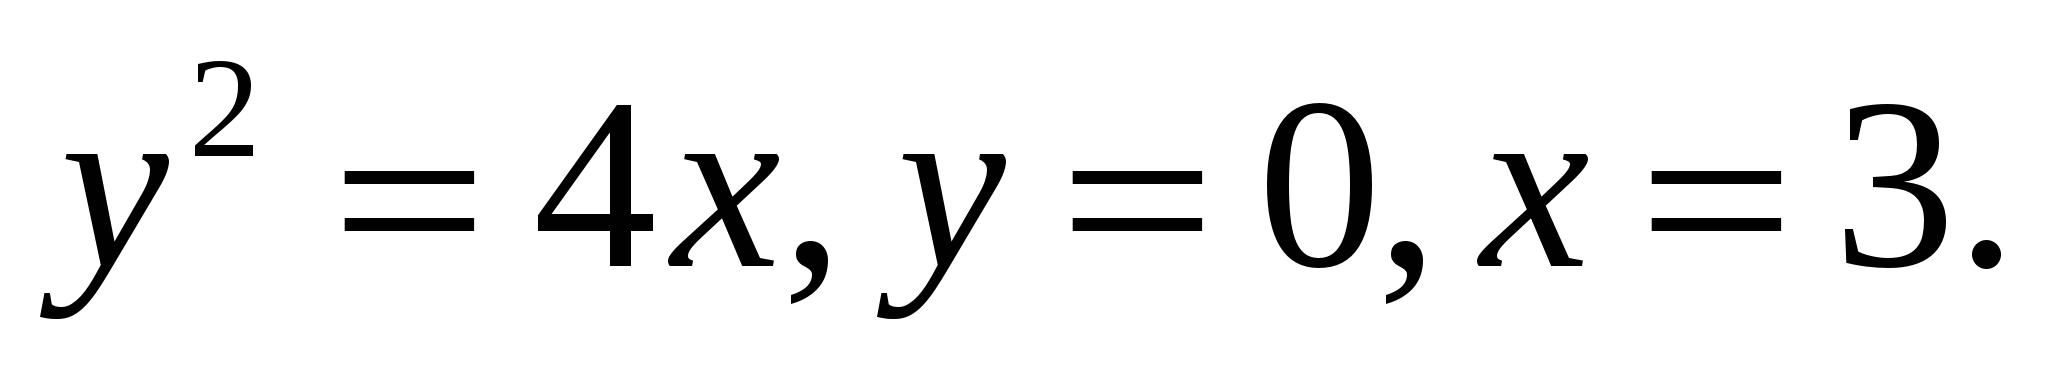 y² = 4x, y = 0, x = 3.